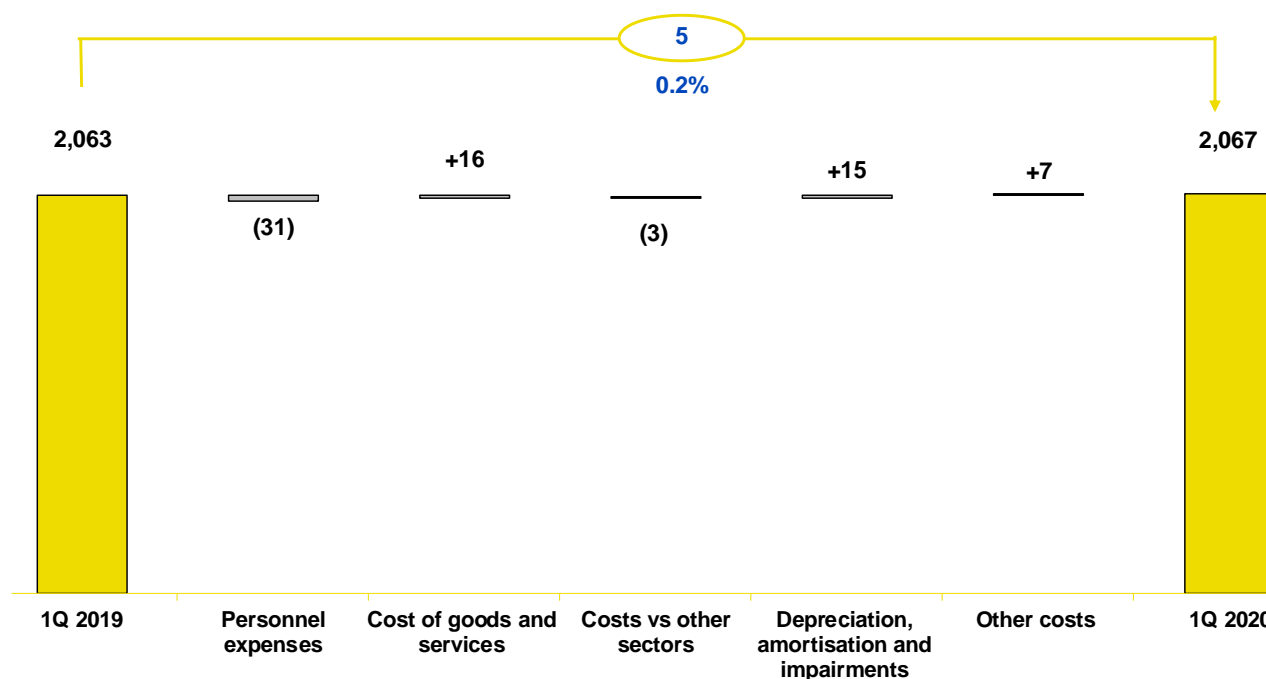 5
0.2%
2,063
(31)
+16
(3)
+15
+7
2,067
1Q 2019
Personnel
expenses
Cost of goods and
services
Costs vs other
sectors
Depreciation,
amortisation and
impairments
Other costs
1Q 2020